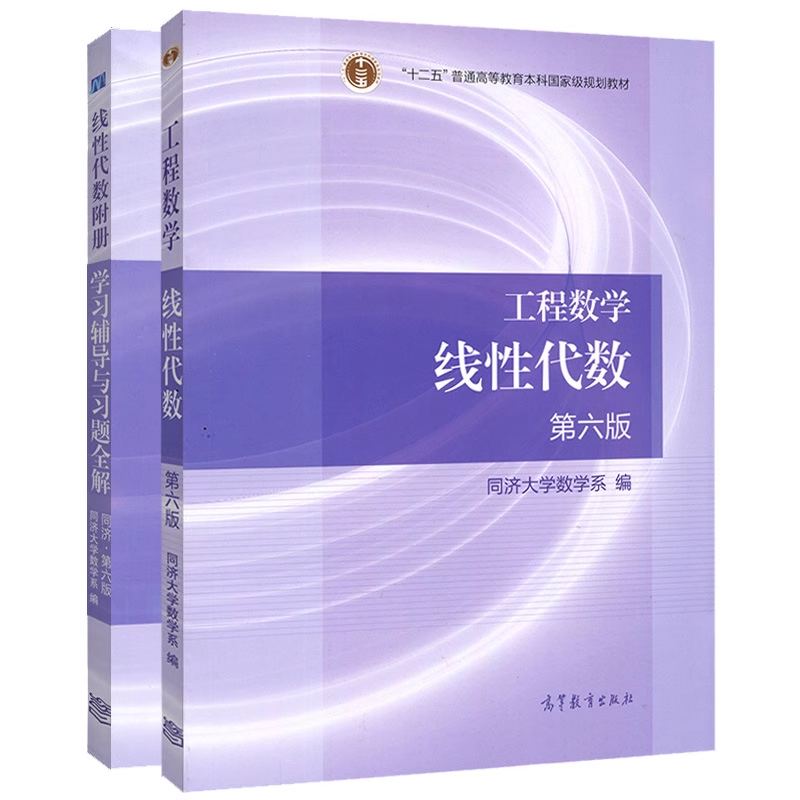 线性代数附册
学习辅导与习题全解
同济·第六版
同济大学数学系 编
工程数学
线性代数
第六版
同济大学数学系 编
"十二五"普通高等教育本科国家级规划教材
工程数学
线性代数
第六版
同济大学数学系 编
高等教育出版社